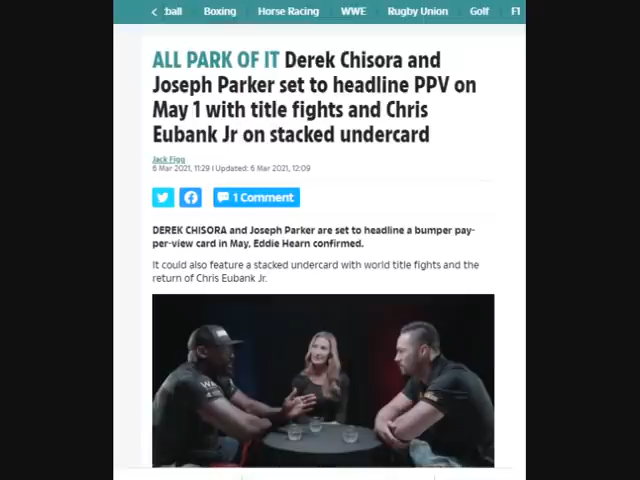 ball Boxing Horse Racing WWE Rugby Union Golf F1
ALL PARK OF IT Derek Chisora and
Joseph Parker set to headline PPV on
May 1 with title fights and Chris
Eubank Jr on stacked undercard
Jack Figg
6 Mar 2021, 11:29 | Updated: 6 Mar 2021, 12:09
1 Comment
DEREK CHISORA and Joseph Parker are set to headline a bumper pay-
per-view card in May, Eddie Hearn confirmed.
It could also feature a stacked undercard with world title fights and the
return of Chris Eubank Jr.